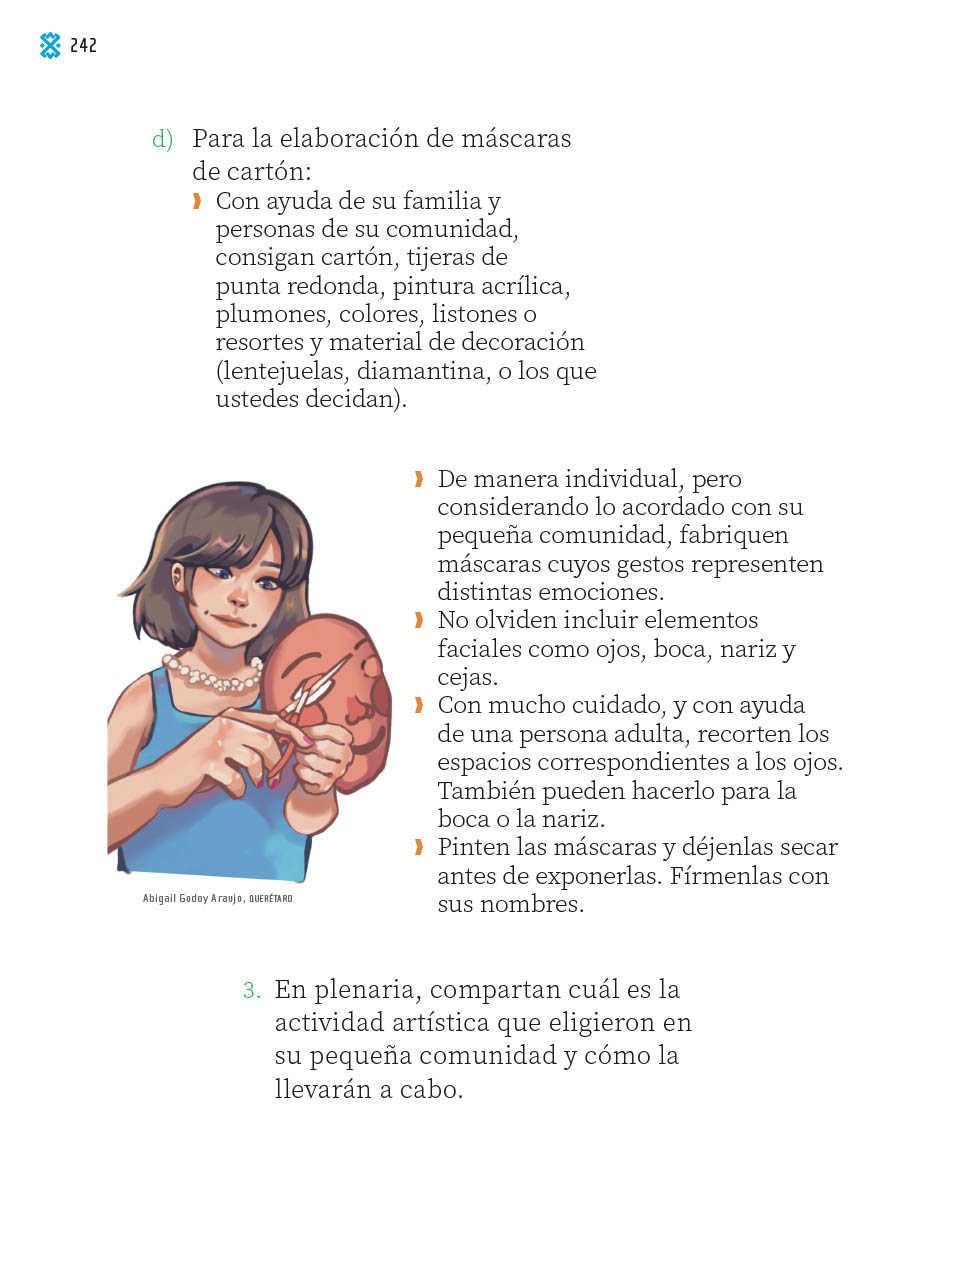 242
d) Para la elaboración de máscaras
de cartón:
Con ayuda de su familia y
personas de su comunidad,
consigan cartón, tijeras de
punta redonda, pintura acrílica,
plumones, colores, listones o
resortes y material de decoración
(lentejuelas, diamantina, o los que
ustedes decidan).
De manera individual, pero
considerando lo acordado con su
pequeña comunidad, fabriquen
máscaras cuyos gestos representen
distintas emociones.
No olviden incluir elementos
faciales como ojos, boca, nariz y
cejas.
Con mucho cuidado, y con ayuda
de una persona adulta, recorten los
espacios correspondientes a los ojos.
También pueden hacerlo para la
boca o la nariz.
Pinten las máscaras y déjenlas secar
antes de exponerlas. Fírmenlas con
sus nombres.
Abigail Godoy Araujo, QUERÉTARO
3. En plenaria, compartan cuál es la
actividad artística que eligieron en
su pequeña comunidad y cómo la
llevarán a cabo.